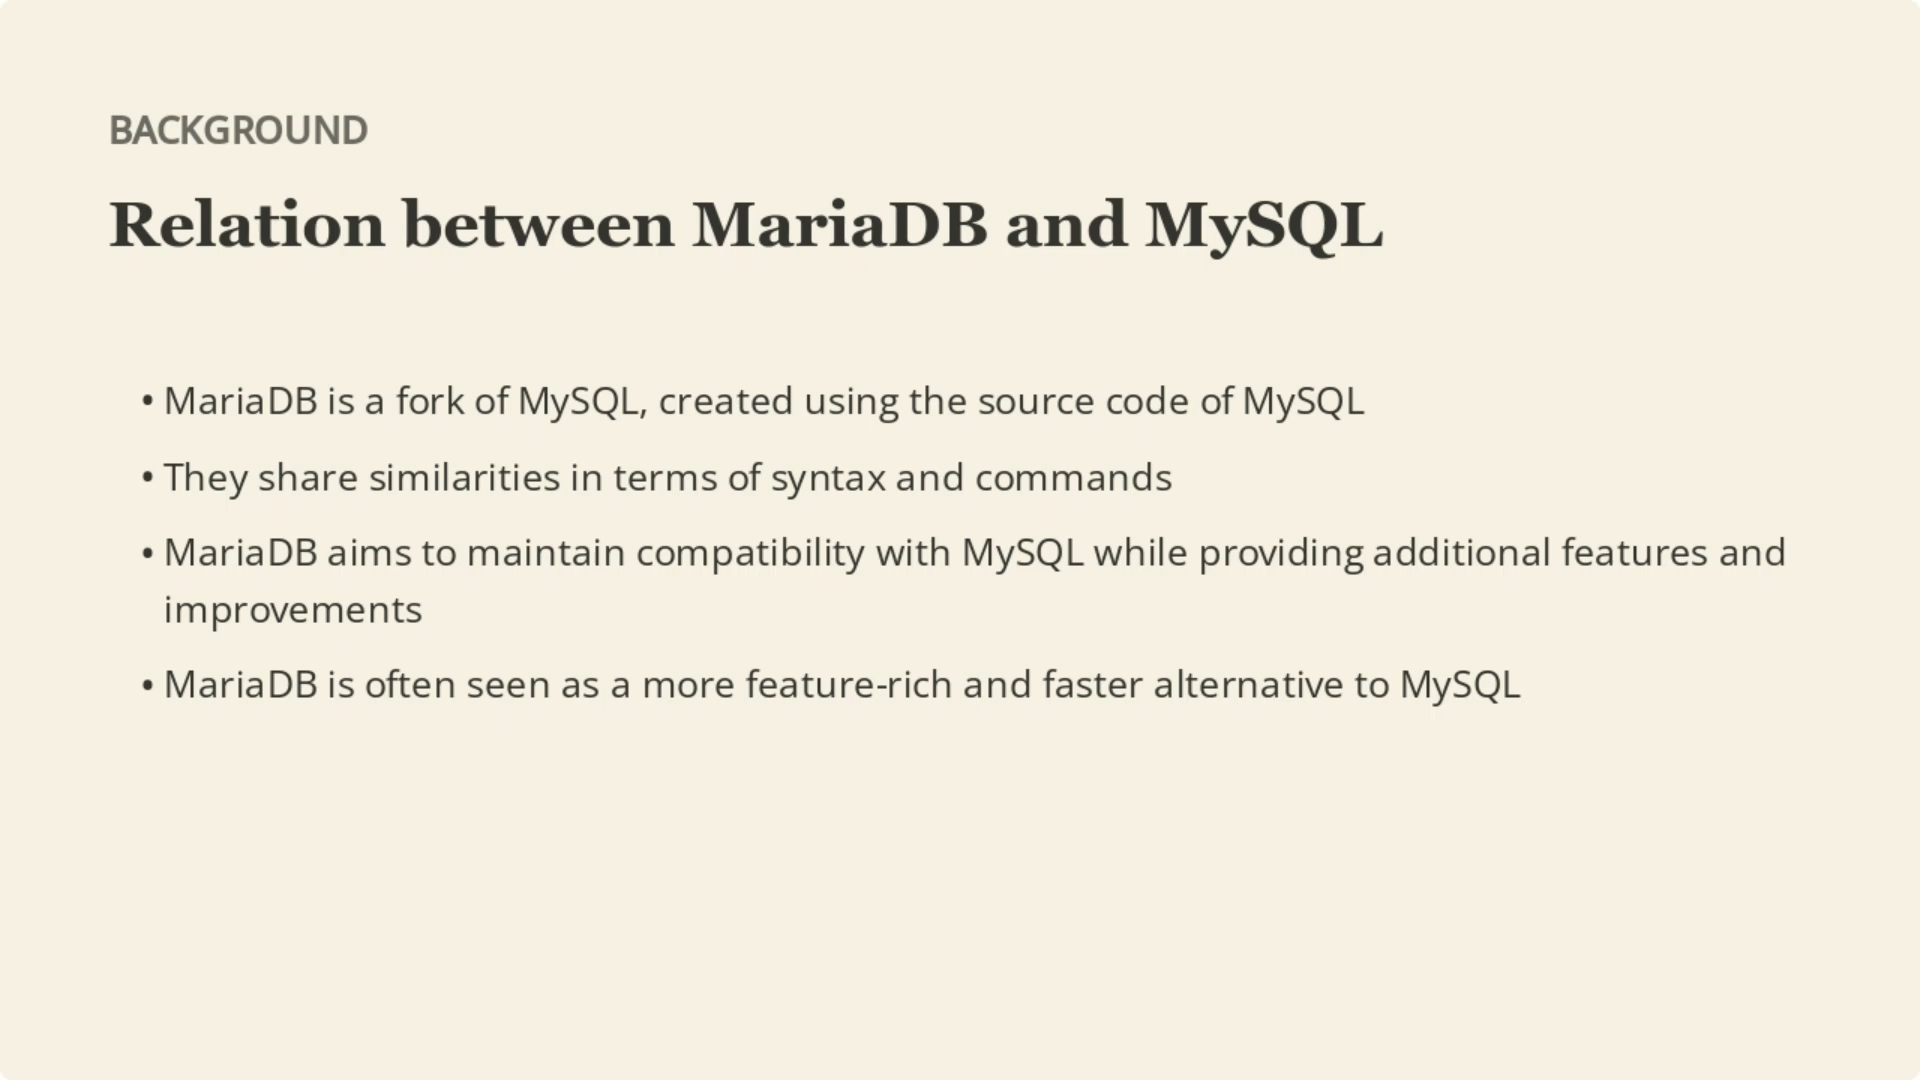 BACKGROUND
Relation between MariaDB and MySQL
• MariaDB is a fork of MySQL, created using the source code of MySQL
• They share similarities in terms of syntax and commands
• MariaDB aims to maintain compatibility with MySQL while providing additional features and
improvements
• MariaDB is often seen as a more feature-rich and faster alternative to MySQL